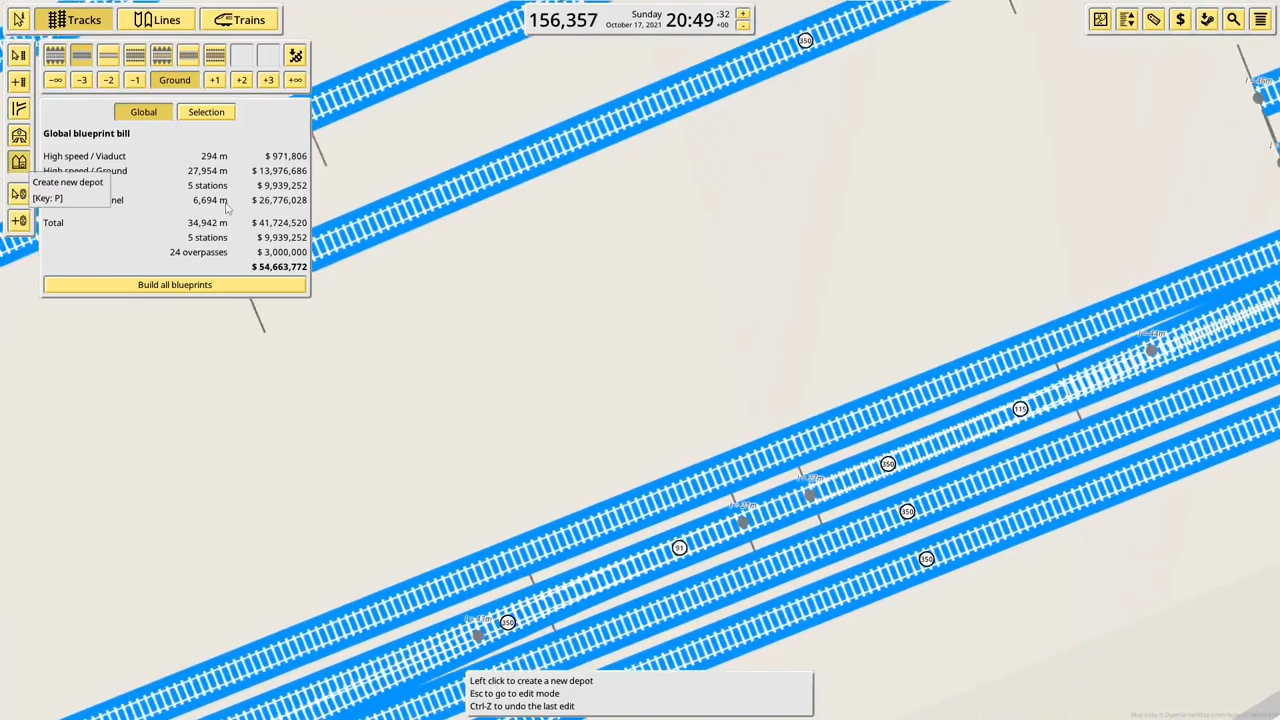 Tracks
Lines
Trains
156,357
Sunday
October 17, 2021
20:49
:32
+00
+
-
−∞
−3
−2
−1
Ground
+1
+2
+3
+∞
Global
Selection
Global blueprint bill
High speed / Viaduct 294 m $ 971,806
High speed / Ground 27,954 m $ 13,976,686
5 stations $ 9,939,252
nel 6,694 m $ 26,776,028
Total 34,942 m $ 41,724,520
5 stations $ 9,939,252
24 overpasses $ 3,000,000
$ 54,663,772
Build all blueprints
Create new depot
[Key: P]
$
350
115
350
350
91
350
350
Left click to create a new depot
Esc to go to edit mode
Ctrl-Z to undo the last edit